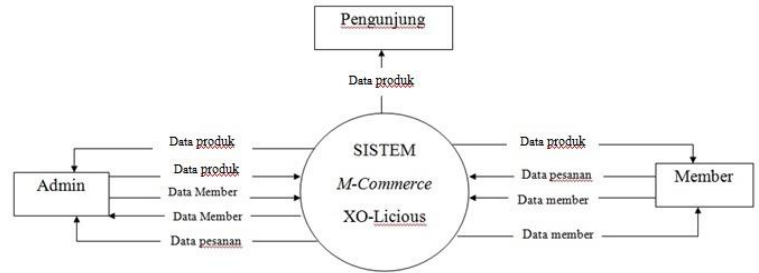 Pengunjung
Data produk
Data produk
Data produk
Data Member
Data Member
Data pesanan
Admin
SISTEM
M-Commerce
XO-Licious
Data produk
Data pesanan
Data member
Data member
Member